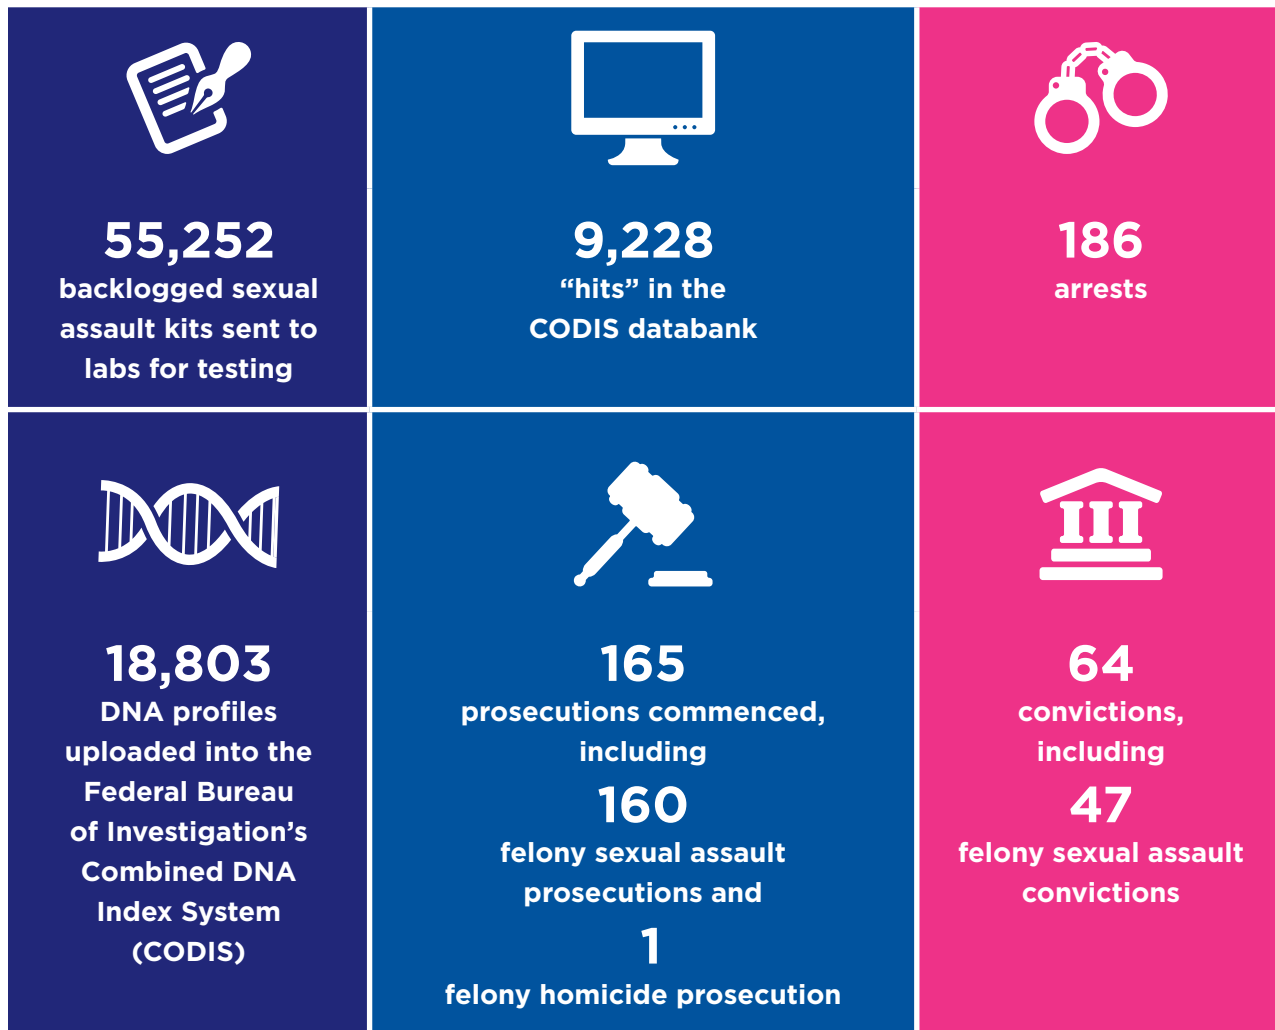 55,252
backlogged sexual
assault kits sent to
labs for testing
9,228
“hits” in the
CODIS databank
186
arrests
18,803
DNA profiles
uploaded into the
Federal Bureau
of Investigation’s
Combined DNA
Index System
(CODIS)
165
prosecutions commenced,
including
160
felony sexual assault
prosecutions and
1
felony homicide prosecution
64
convictions,
including
47
felony sexual assault
convictions